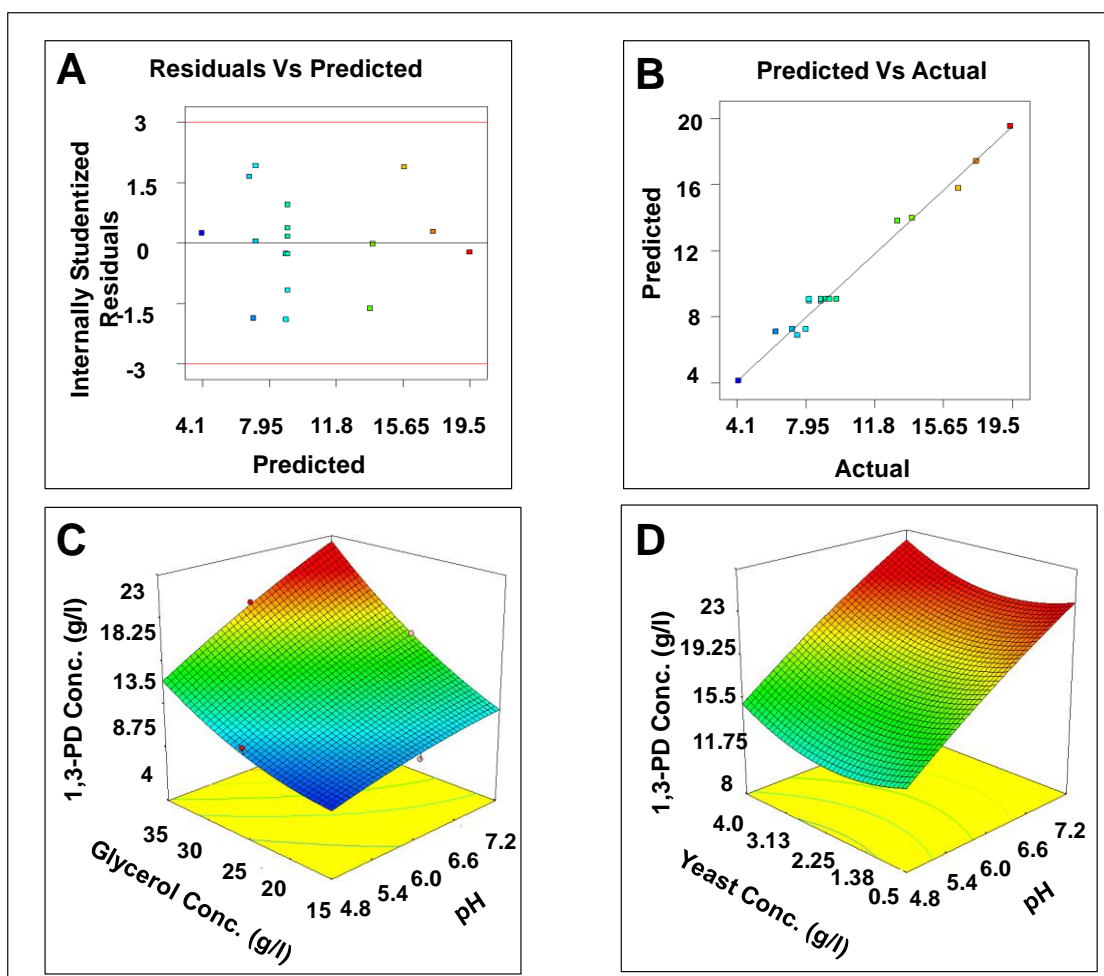 A
Residuals Vs Predicted
Internally Studentized
Residuals
3
1.5
0
-1.5
-3
4.1 7.95 11.8 15.65 19.5
Predicted
B
Predicted Vs Actual
Predicted
20
16
12
8
4
4.1 7.95 11.8 15.65 19.5
Actual
C
1,3-PD Conc. (g/l)
23
18.25
13.5
8.75
4
35 30 25 20 15
Glycerol Conc. (g/l)
4.8 5.4 6.0 6.6 7.2
pH
D
1,3-PD Conc. (g/l)
23
19.25
15.5
11.75
8
4.0 3.13 2.25 1.38 0.5
Yeast Conc. (g/l)
4.8 5.4 6.0 6.6 7.2
pH